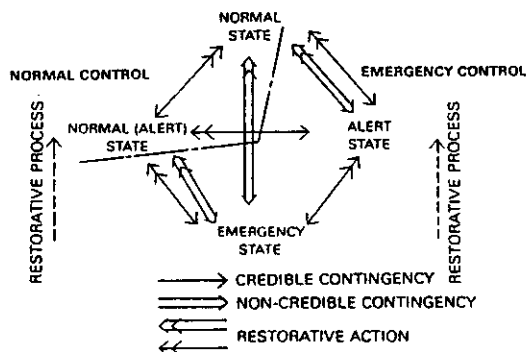 NORMAL
STATE
NORMAL CONTROL
EMERGENCY CONTROL
NORMAL (ALERT)
STATE
ALERT
STATE
RESTORATIVE PROCESS
RESTORATIVE PROCESS
EMERGENCY
STATE
CREDIBLE CONTINGENCY
NON-CREDIBLE CONTINGENCY
RESTORATIVE ACTION